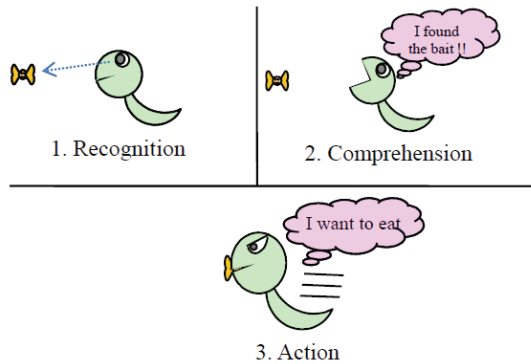 I found
the bait !!
1. Recognition
2. Comprehension
I want to eat
3. Action